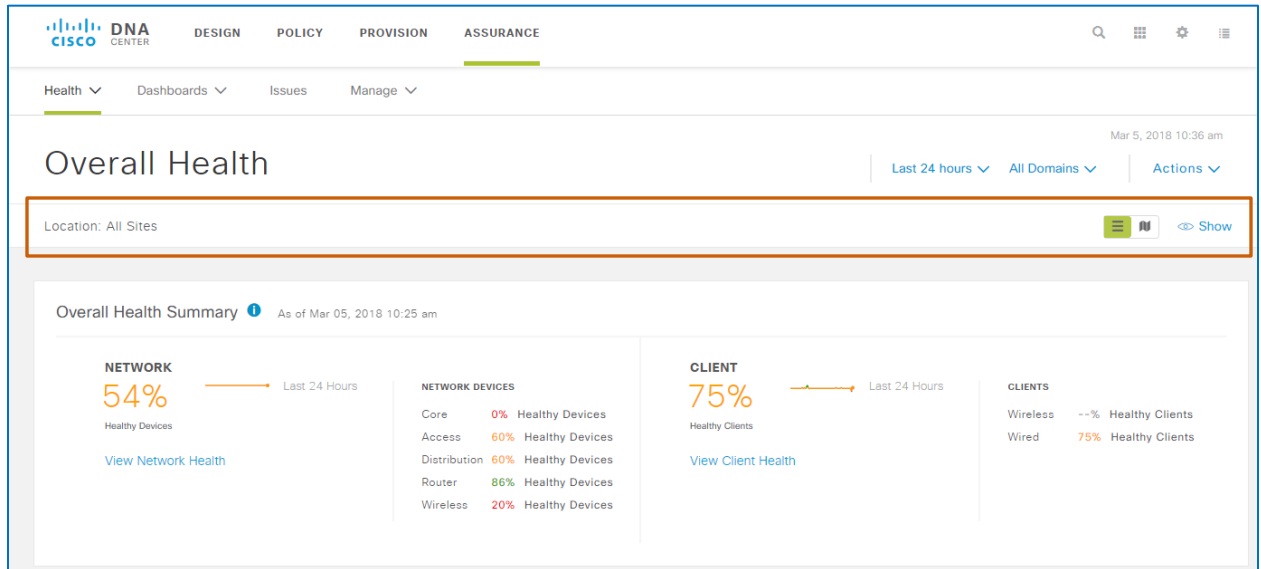 CISCO DNA CENTER DESIGN POLICY PROVISION ASSURANCE
Health Dashboards Issues Manage
Mar 5, 2018 10:36 am
Overall Health
Last 24 hours All Domains Actions
Location: All Sites Show
Overall Health Summary i As of Mar 05, 2018 10:25 am
NETWORK
54% Last 24 Hours
Healthy Devices
View Network Health
NETWORK DEVICES
Core 0% Healthy Devices
Access 60% Healthy Devices
Distribution 60% Healthy Devices
Router 86% Healthy Devices
Wireless 20% Healthy Devices
CLIENT
75% Last 24 Hours
Healthy Clients
View Client Health
CLIENTS
Wireless --% Healthy Clients
Wired 75% Healthy Clients